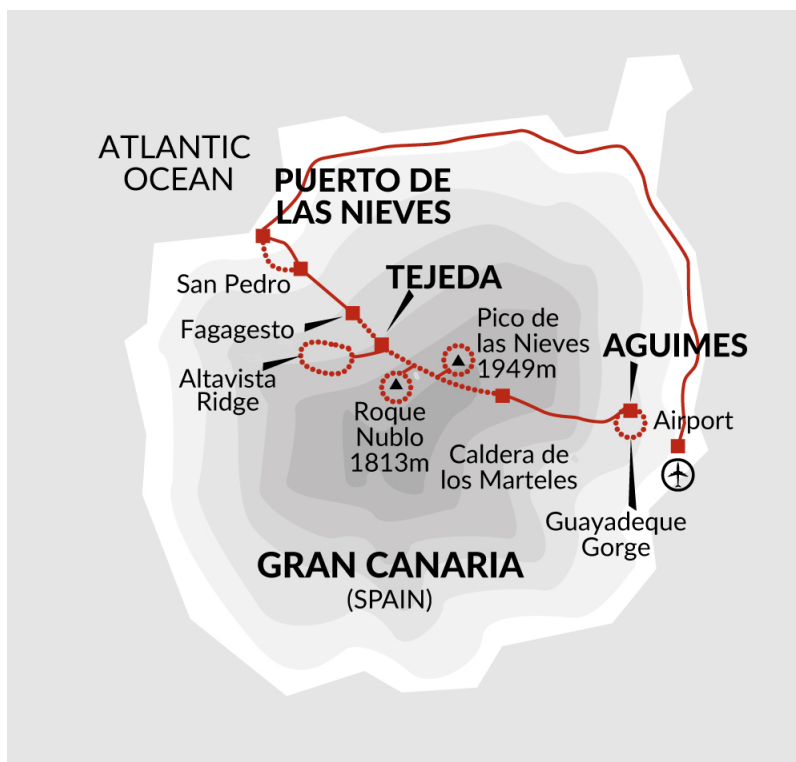 ATLANTIC
OCEAN
PUERTO DE
LAS NIEVES
San Pedro
TEJEDA
Fagagesto
Pico de
las Nieves
1949m
AGUIMES
Altavista
Ridge
Roque
Nublo
1813m
Airport
Caldera de
los Marteles
Guayadeque
Gorge
GRAN CANARIA
(SPAIN)